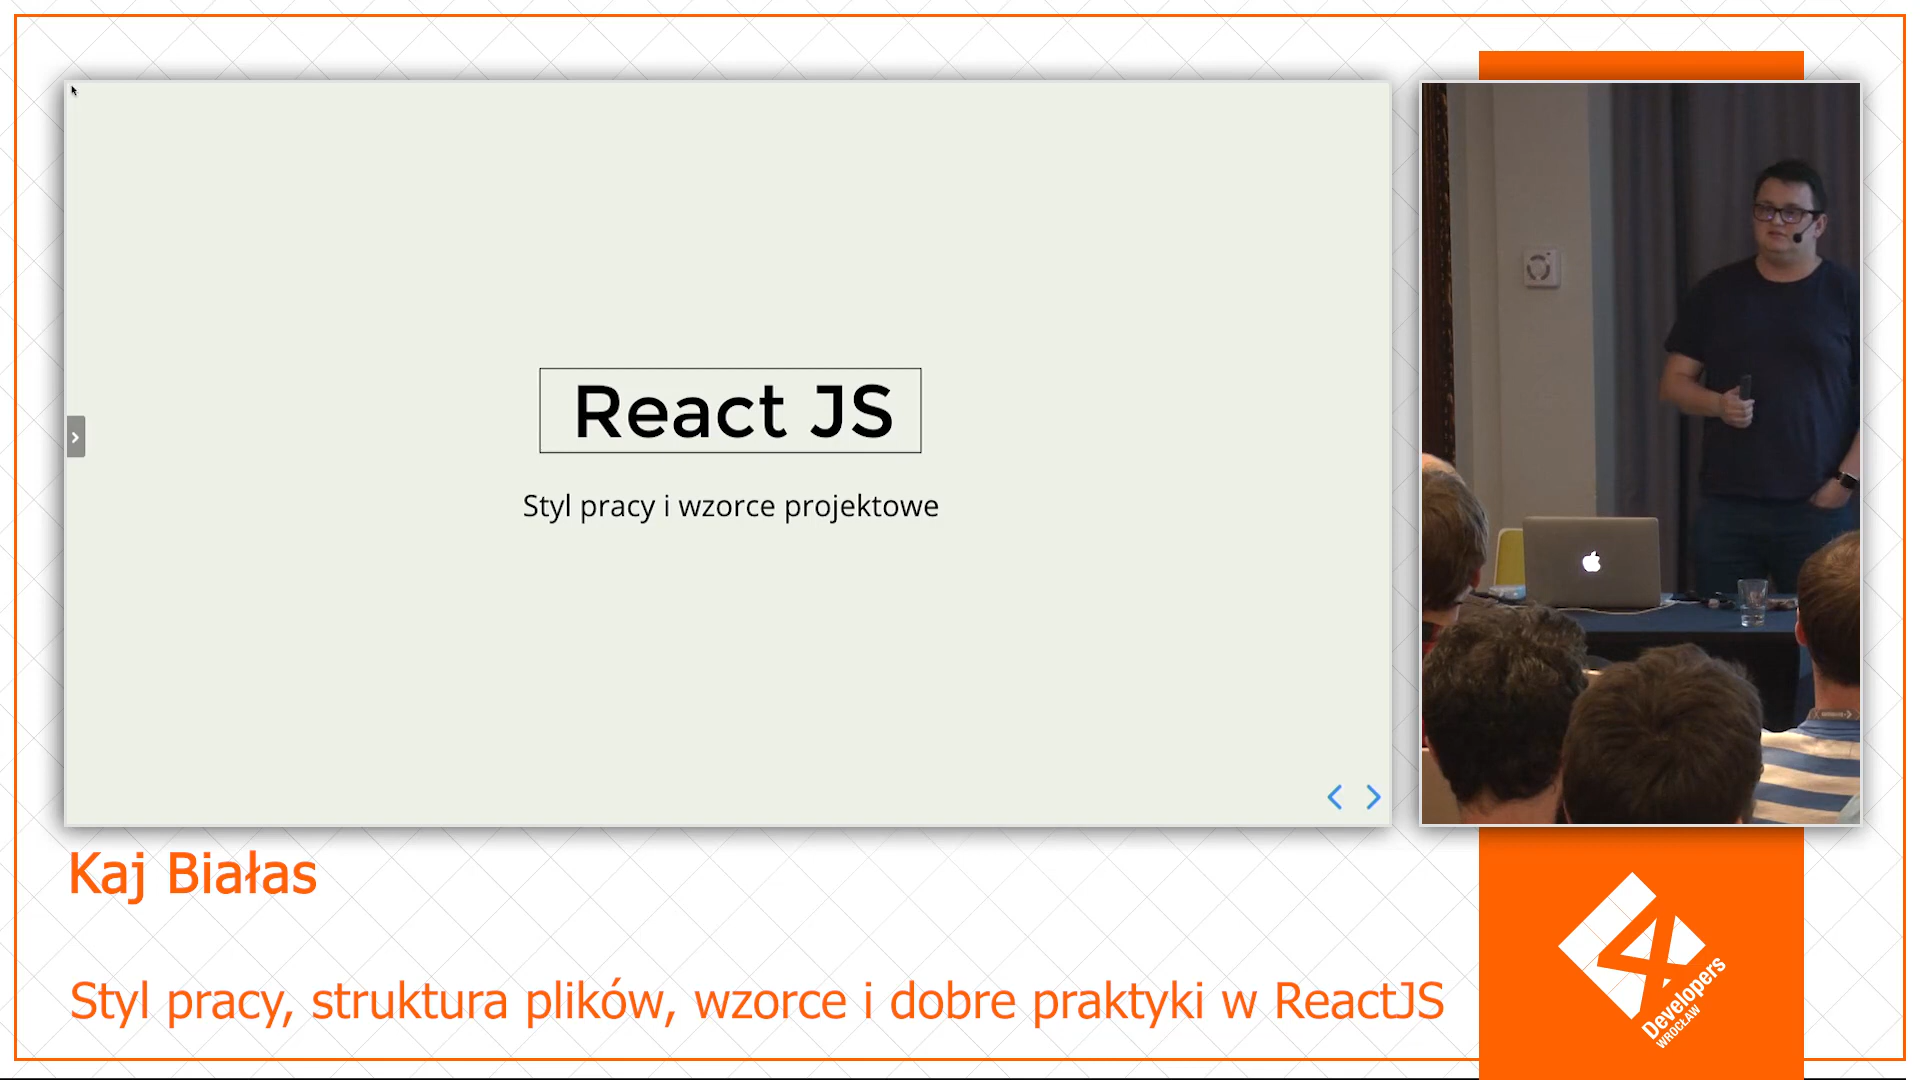 React JS
Styl pracy i wzorce projektowe
Kaj Białas
Styl pracy, struktura plików, wzorce i dobre praktyki w ReactJS
4
Developers
WROCŁAW